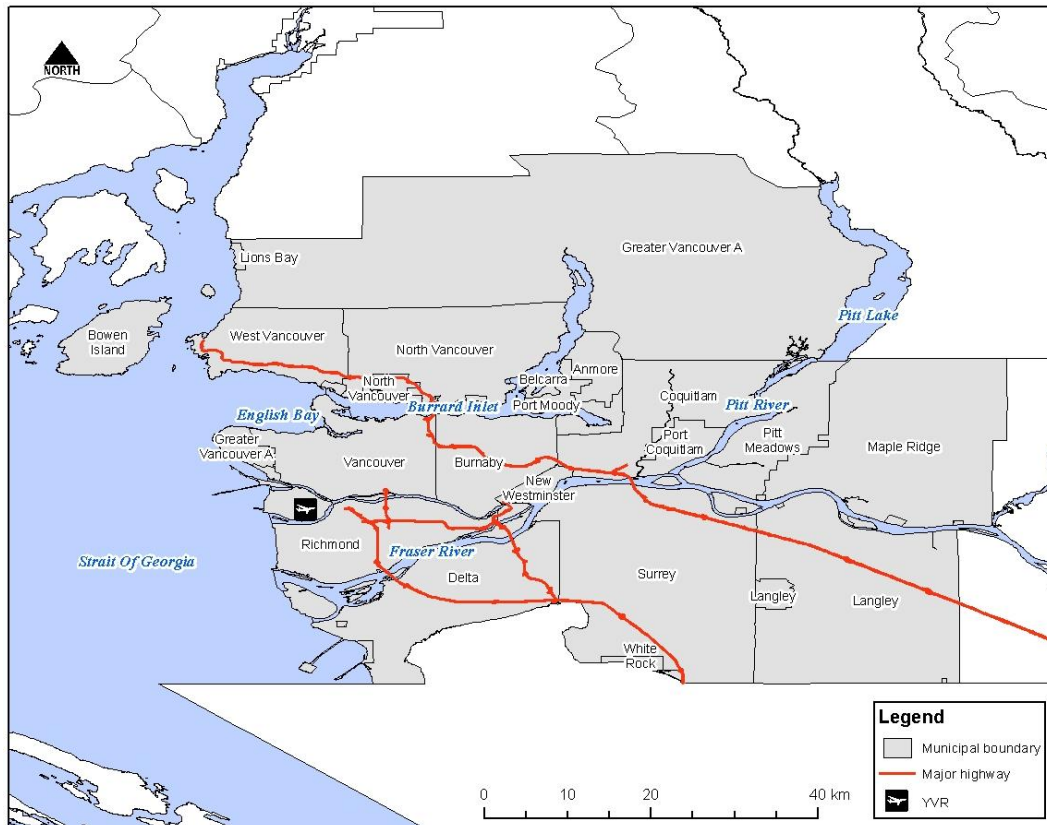 NORTH
Lions Bay
Greater Vancouver A
Pitt Lake
Bowen
Island
West Vancouver
North Vancouver
Anmore
Belcarra
North
Vancouver
Port Moody
Coquitlam
English Bay
Burrard Inlet
Pitt River
Greater
Vancouver A
Vancouver
Burnaby
Port
Coquitlam
Pitt
Meadows
Maple Ridge
New
Westminster
Richmond
Fraser River
Strait Of Georgia
Delta
Surrey
Langley
Langley
White
Rock
Legend
Municipal boundary
Major highway
YVR
0 10 20 40 km